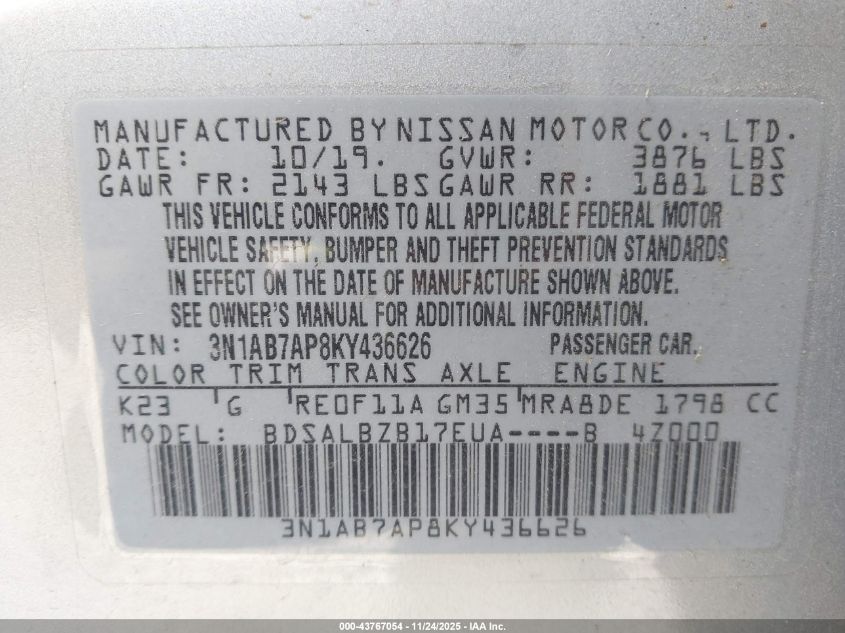 MANUFACTURED BY NISSAN MOTOR CO., LTD.
DATE: 10/19. GVWR: 3876 LBS
GAWR FR: 2143 LBS GAWR RR: 1881 LBS
THIS VEHICLE CONFORMS TO ALL APPLICABLE FEDERAL MOTOR
VEHICLE SAFETY, BUMPER AND THEFT PREVENTION STANDARDS
IN EFFECT ON THE DATE OF MANUFACTURE SHOWN ABOVE.
SEE OWNER'S MANUAL FOR ADDITIONAL INFORMATION.
VIN: 3N1AB7AP8KY436626 PASSENGER CAR.
COLOR TRIM TRANS AXLE ENGINE
K23 G RE0F11A GM35 MRA8DE 1798 CC
MODEL: BDSALBZB17EUA----B 4Z000
3N1AB7AP8KY436626
000-43767054 - 11/24/2025 - IAA Inc.